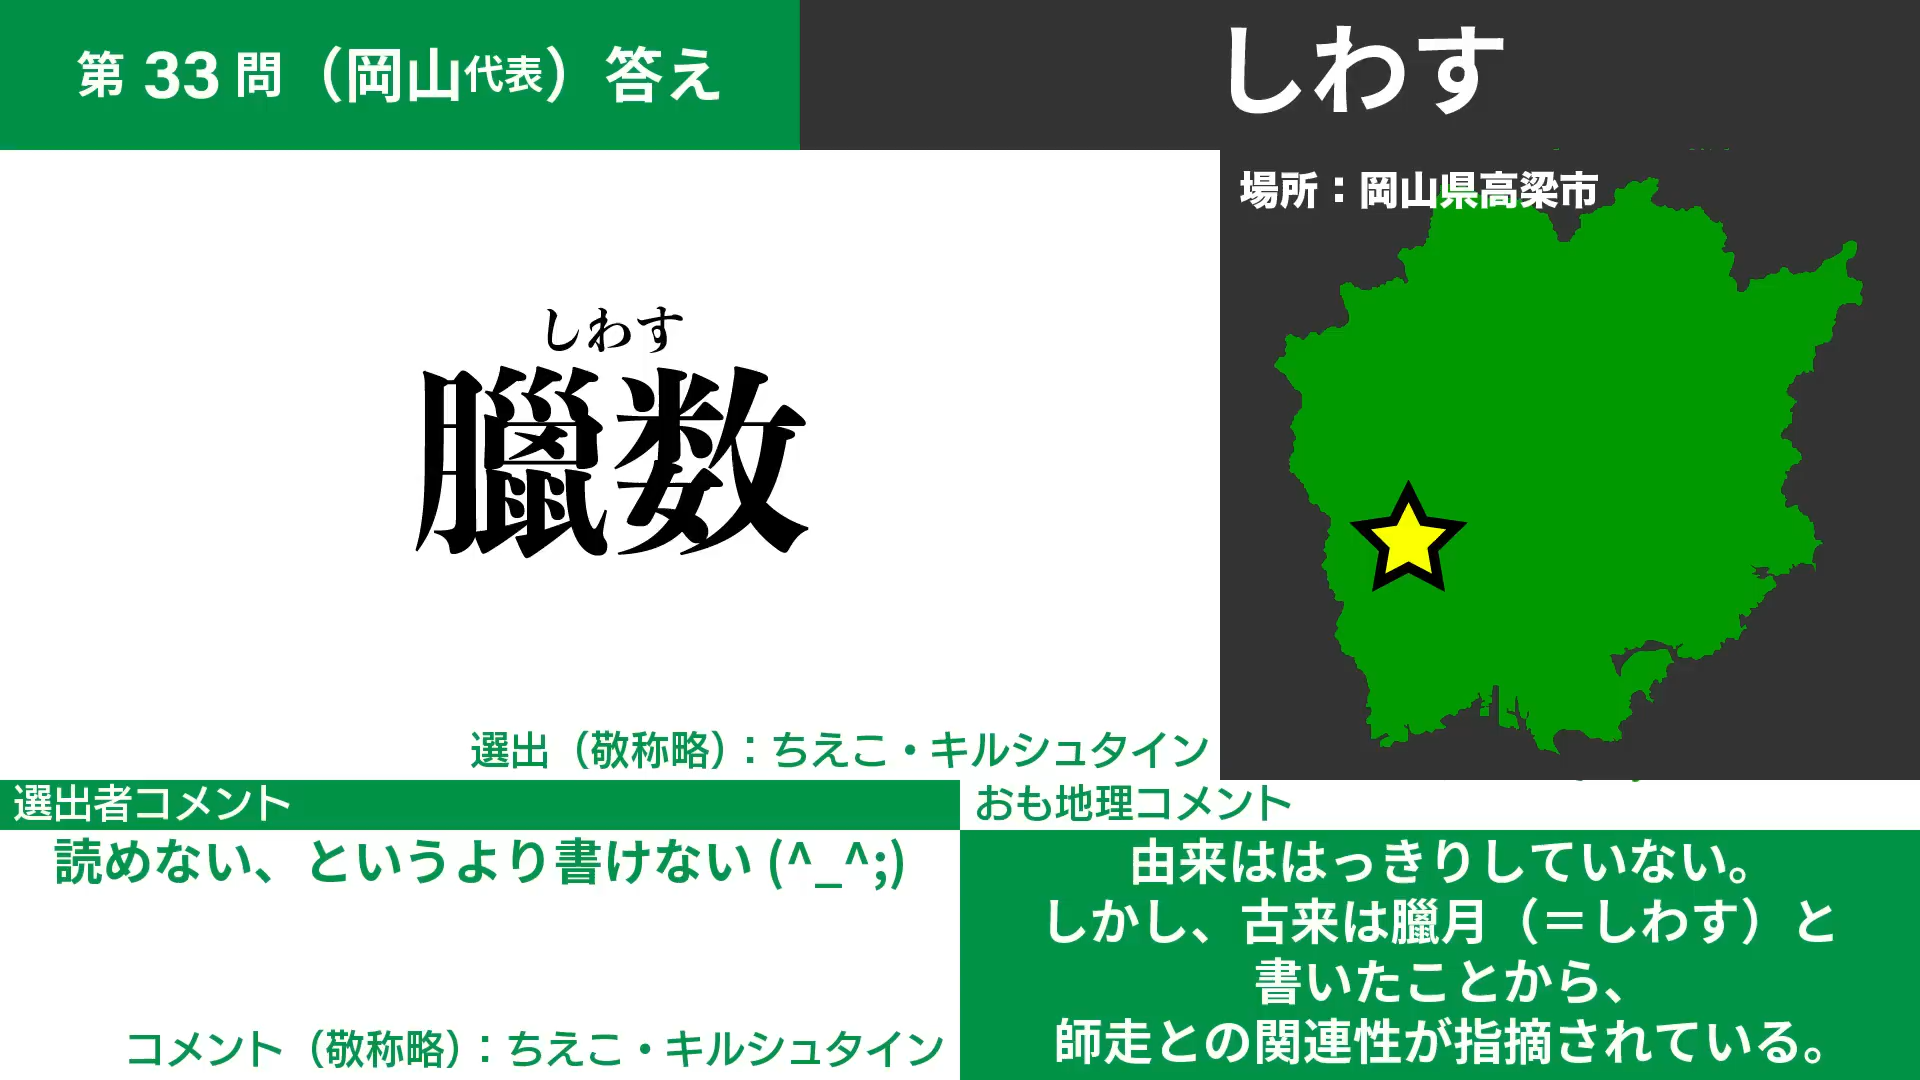 第33問（岡山代表）答え
しわす
場所：岡山県高梁市
しわす
臘数
選出（敬称略）：ちえこ・キルシュタイン
選出者コメント
読めない、というより書けない(^_^;)
コメント（敬称略）：ちえこ・キルシュタイン
おも地理コメント
由来ははっきりしていない。
しかし、古来は臘月（＝しわす）と
書いたことから、
師走との関連性が指摘されている。